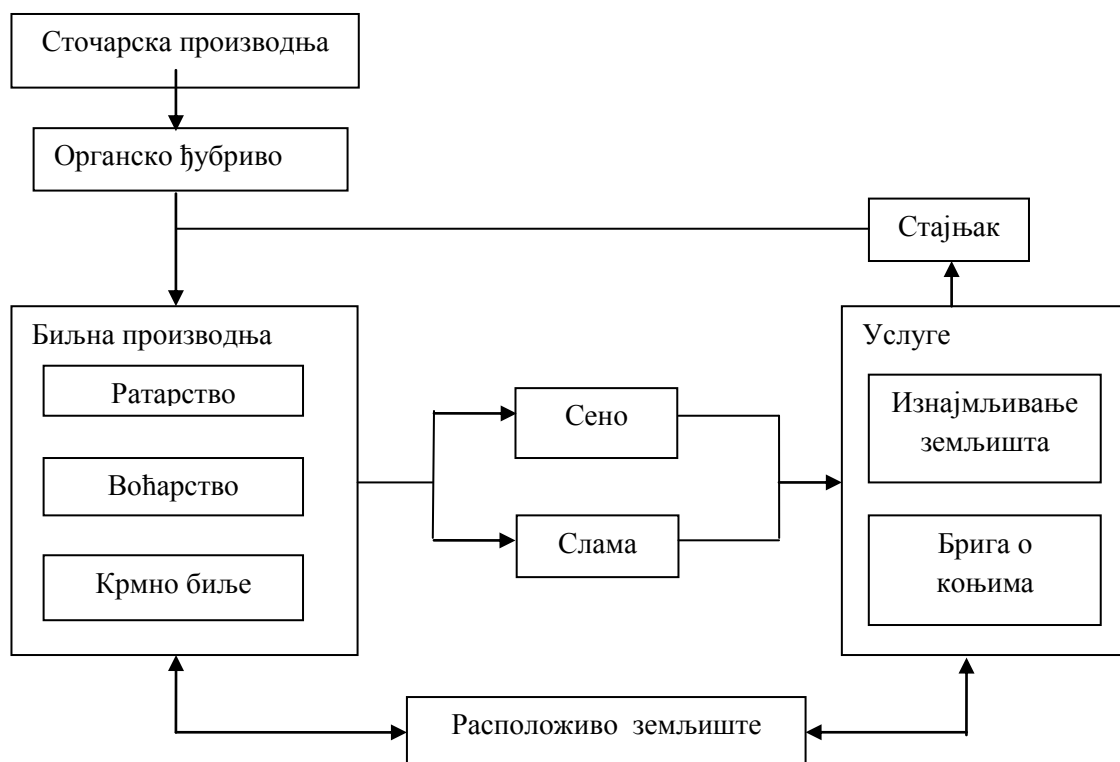 Сточарска производња
Органско ђубриво
Стајњак
Биљна производња
Услуге
Ратарство
Воћарство
Крмно биље
Сено
Слама
Изнајмљивање
земљишта
Брига о
коњима
Расположиво земљиште